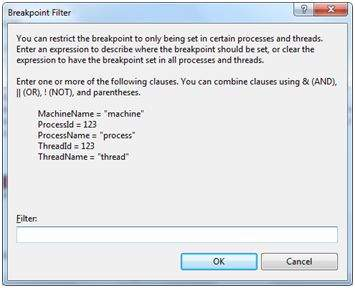 Breakpoint Filter
You can restrict the breakpoint to only being set in certain processes and threads.
Enter an expression to describe where the breakpoint should be set, or clear the
expression to have the breakpoint set in all processes and threads.
Enter one or more of the following clauses. You can combine clauses using & (AND),
|| (OR), ! (NOT), and parentheses.
MachineName = "machine"
ProcessId = 123
ProcessName = "process"
ThreadId = 123
ThreadName = "thread"
Filter:
OK Cancel